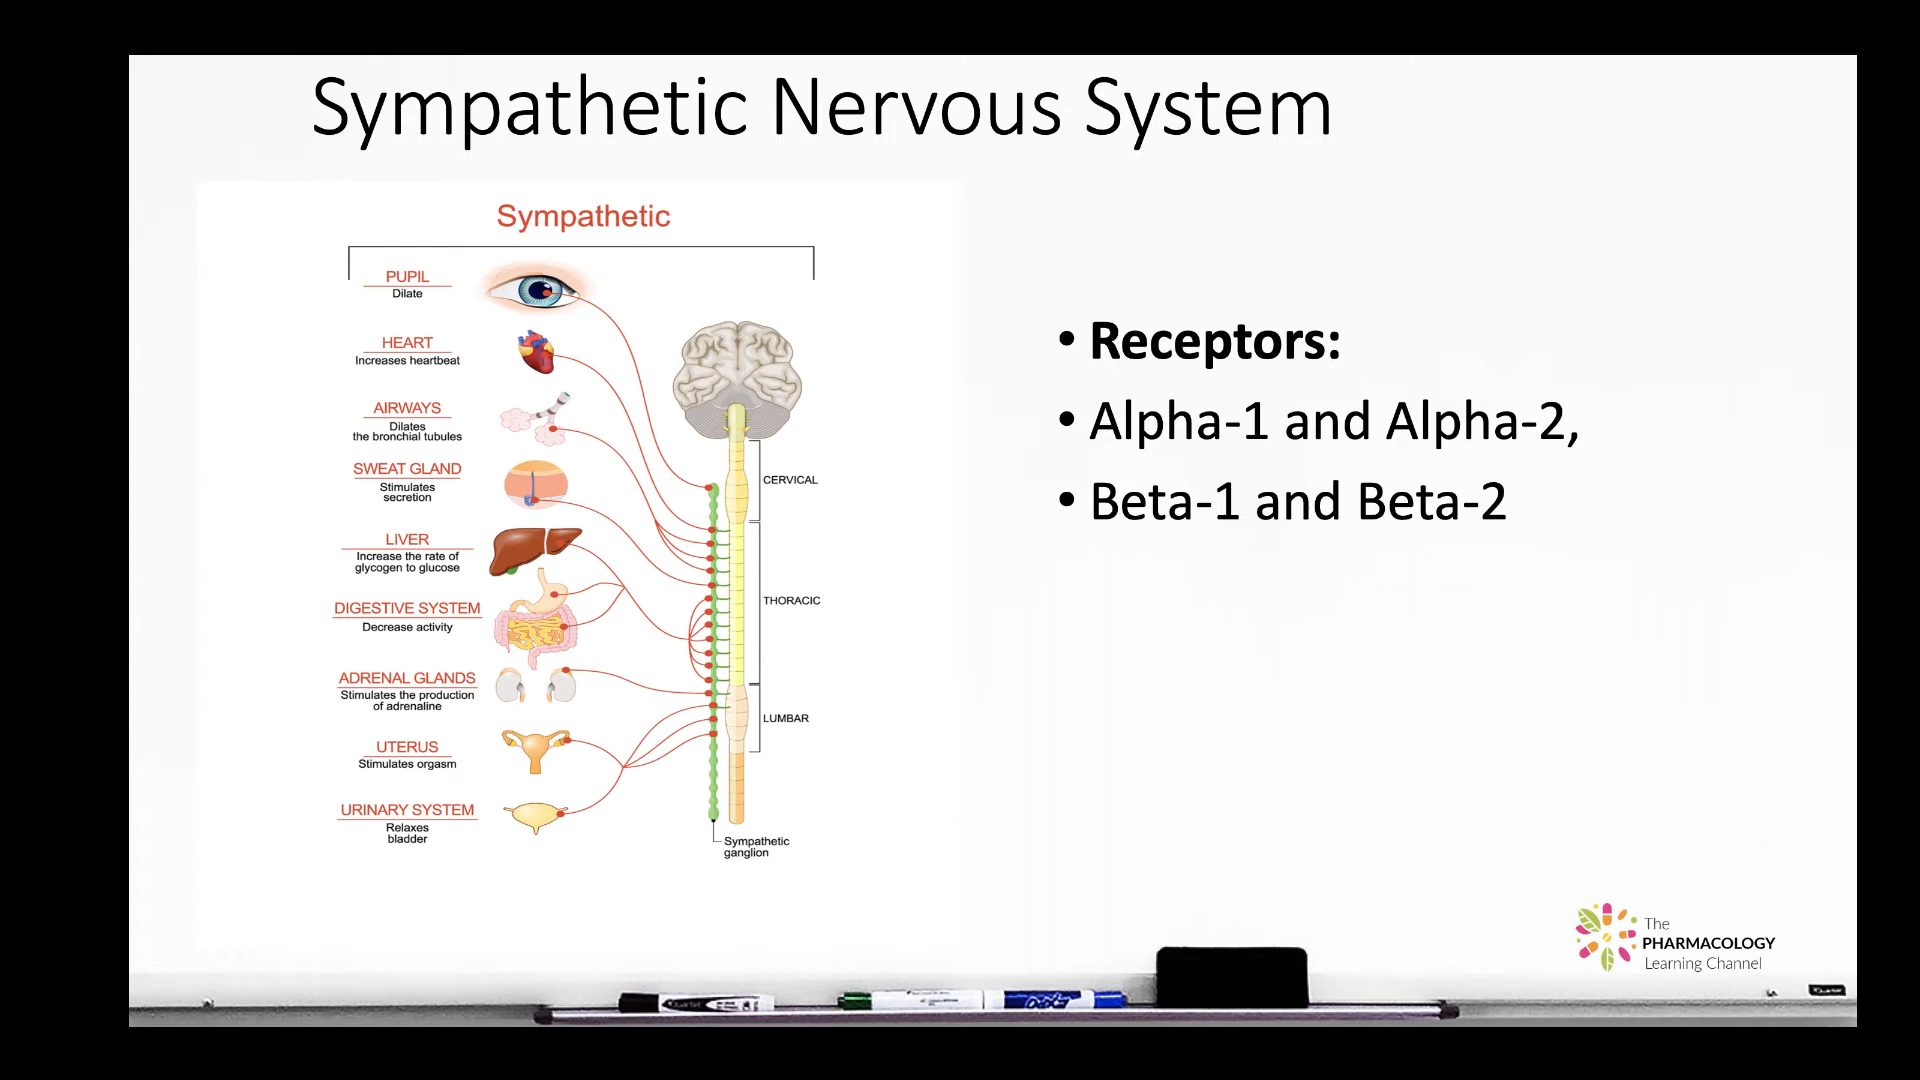 Sympathetic Nervous System
Sympathetic
PUPIL
Dilate
HEART
Increases heartbeat
AIRWAYS
Dilates
the bronchial tubules
SWEAT GLAND
Stimulates
secretion
LIVER
Increase the rate of
glycogen to glucose
DIGESTIVE SYSTEM
Decrease activity
ADRENAL GLANDS
Stimulates the production
of adrenaline
UTERUS
Stimulates orgasm
URINARY SYSTEM
Relaxes
bladder
CERVICAL
THORACIC
LUMBAR
Sympathetic
ganglion
• Receptors:
• Alpha-1 and Alpha-2,
• Beta-1 and Beta-2
The
PHARMACOLOGY
Learning Channel